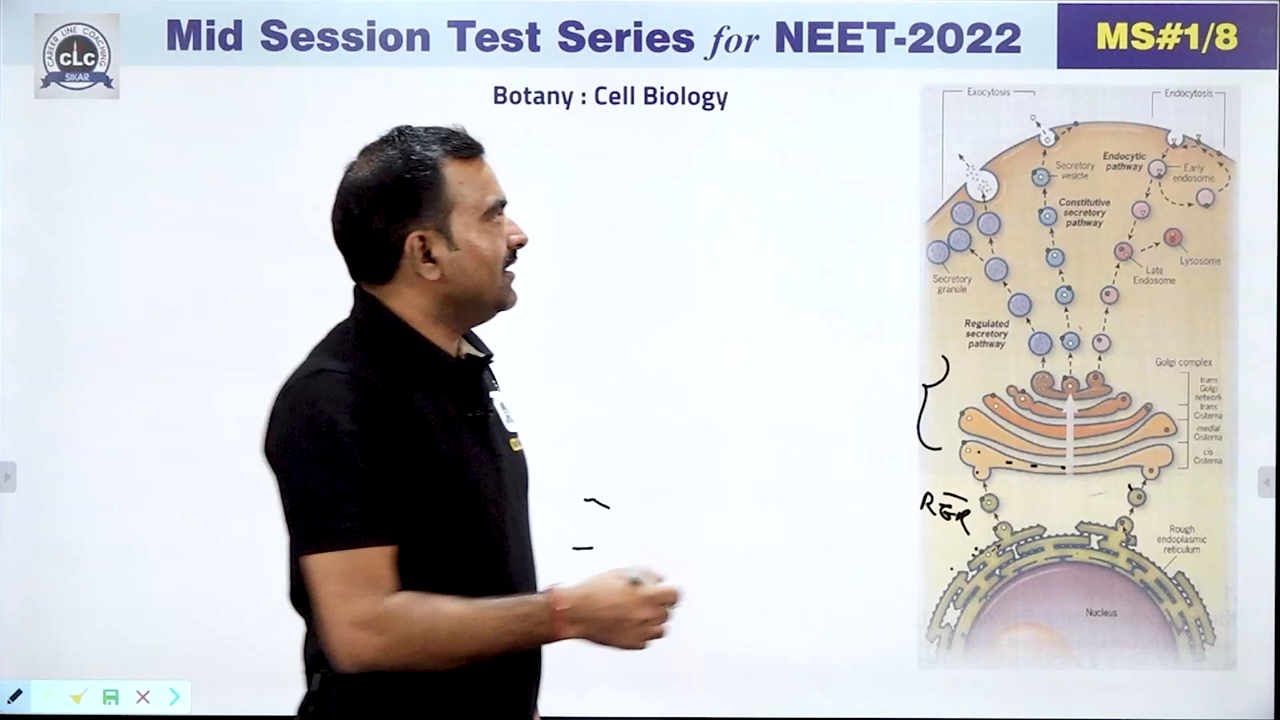 CAREER LINE COACHING
CLC
SIKAR
Mid Session Test Series for NEET-2022
MS#1/8
Botany : Cell Biology
Exocytosis
Endocytosis
Secretory
vesicle
Endocytic
pathway
Early
endosome
Constitutive
secretory
pathway
Secretory
granule
Lysosome
Late
Endosome
Regulated
secretory
pathway
Golgi complex
trans
Golgi
network
trans
Cisterna
medial
Cisterna
cis
Cisterna
RER
Rough
endoplasmic
reticulum
Nucleus